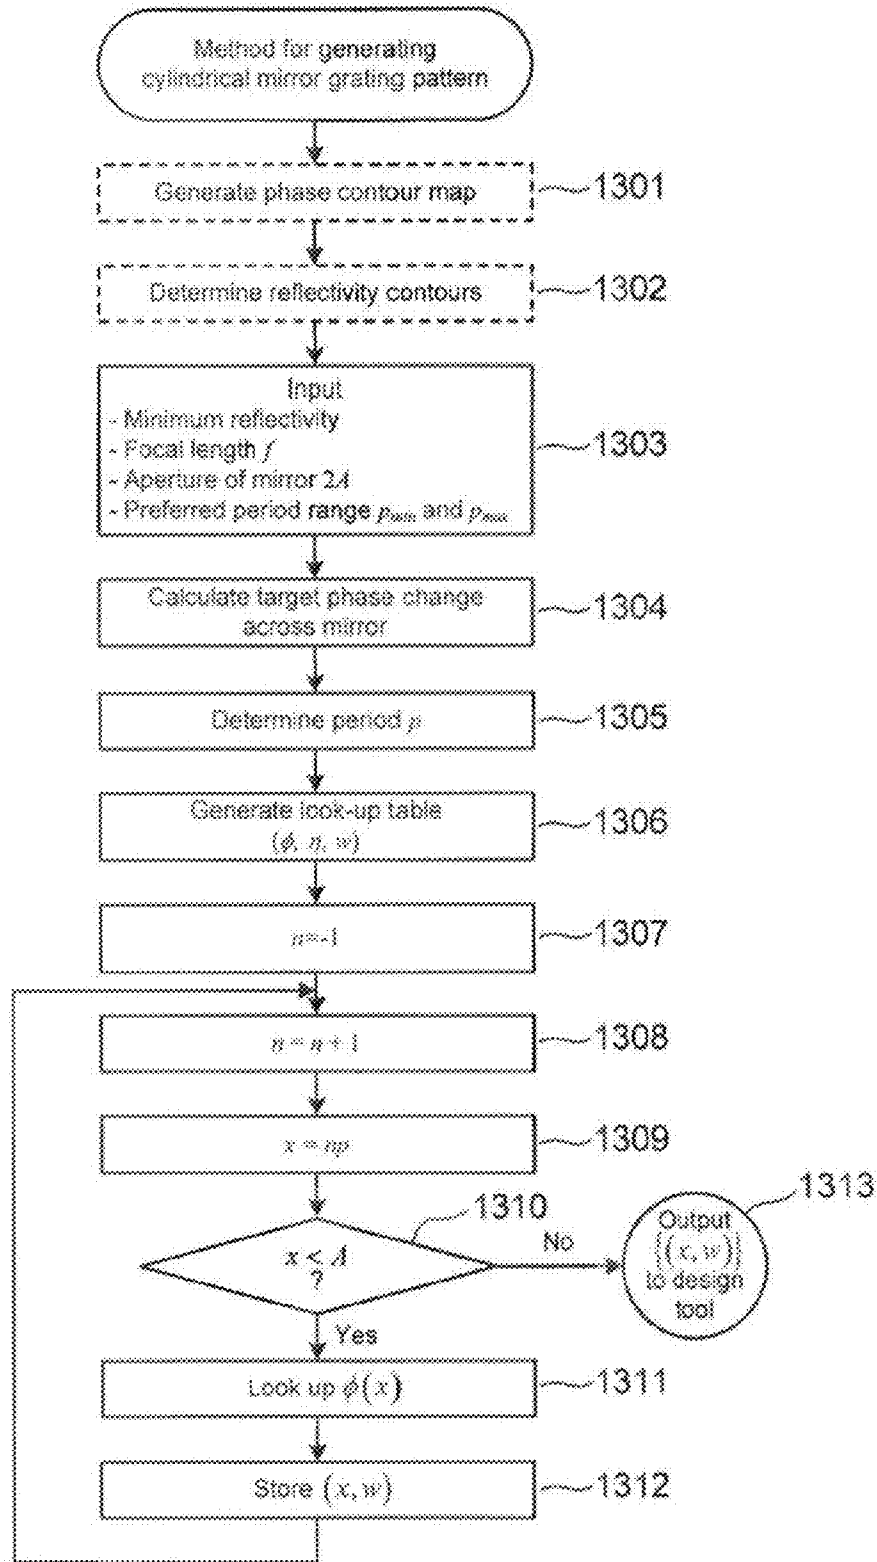 Method for generating
cylindrical mirror grating pattern
Generate phase contour map
1301
Determine reflectivity contours
1302
Input
- Minimum reflectivity
- Focal length f
- Aperture of mirror 2A
- Preferred period range pmin and pmax
1303
Calculate target phase change
across mirror
1304
Determine period p
1305
Generate look-up table
(ϕ, η, w)
1306
n=-1
1307
n = n + 1
1308
x = np
1309
x < A
?
1310
No
Output
{(x, w)}
to design
tool
1313
Yes
Look up ϕ(x)
1311
Store (x, w)
1312